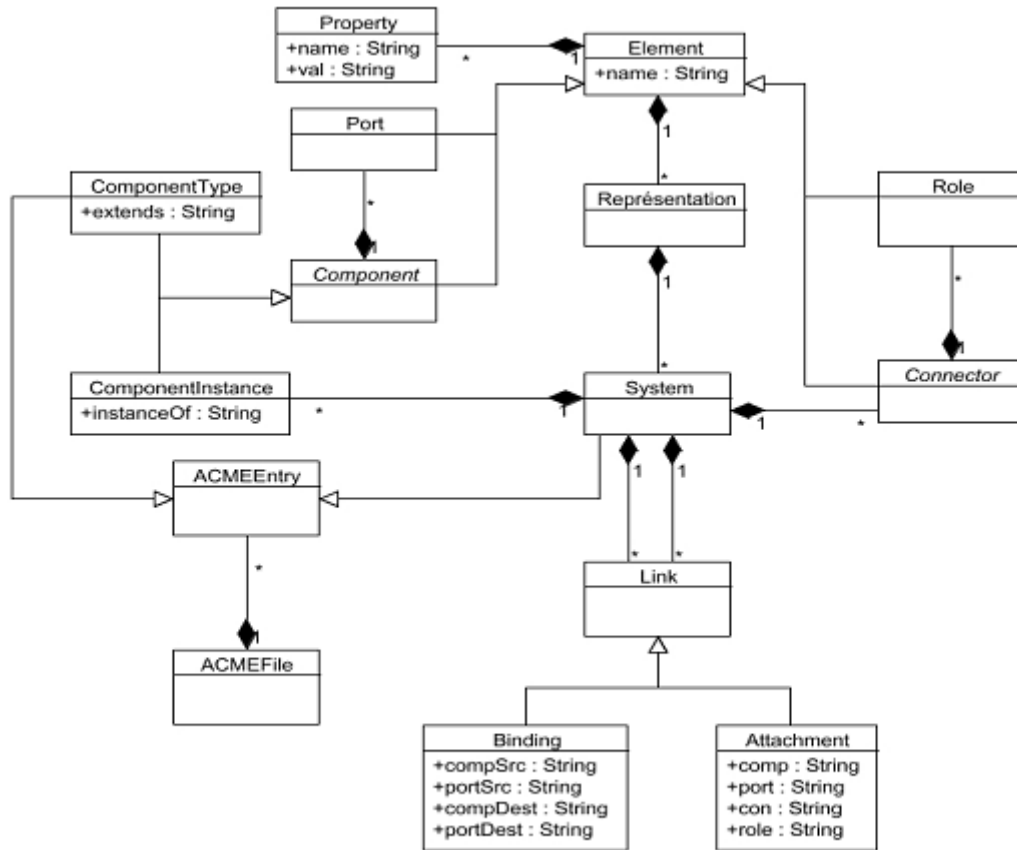 Property
+name : String
+val : String
*
1
Element
+name : String
Port
1
*
*
1
ComponentType
+extends : String
Component
Représentation
1
*
Role
*
1
Connector
ComponentInstance
+instanceOf : String
*
1
System
1
*
1
1
*
*
ACMEEntry
*
1
ACMEFile
Link
Binding
+compSrc : String
+portSrc : String
+compDest : String
+portDest : String
Attachment
+comp : String
+port : String
+con : String
+role : String